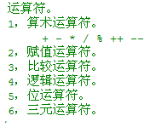 运算符。
1，算术运算符。
+ - * / % ++ --
2，赋值运算符。
3，比较运算符。
4，逻辑运算符。
5，位运算符。
6，三元运算符。